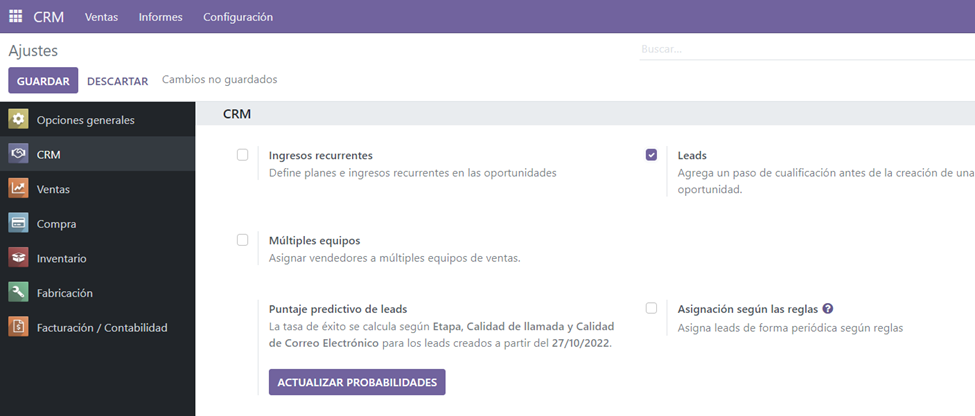 CRM Ventas Informes Configuración
Ajustes
Buscar...
GUARDAR DESCARTAR Cambios no guardados
Opciones generales
CRM
Ventas
Compra
Inventario
Fabricación
Facturación / Contabilidad
CRM
Ingresos recurrentes
Define planes e ingresos recurrentes en las oportunidades
Leads
Agrega un paso de cualificación antes de la creación de una
oportunidad.
Múltiples equipos
Asignar vendedores a múltiples equipos de ventas.
Puntaje predictivo de leads
La tasa de éxito se calcula según Etapa, Calidad de llamada y Calidad
de Correo Electrónico para los leads creados a partir del 27/10/2022.
ACTUALIZAR PROBABILIDADES
Asignación según las reglas ?
Asigna leads de forma periódica según reglas